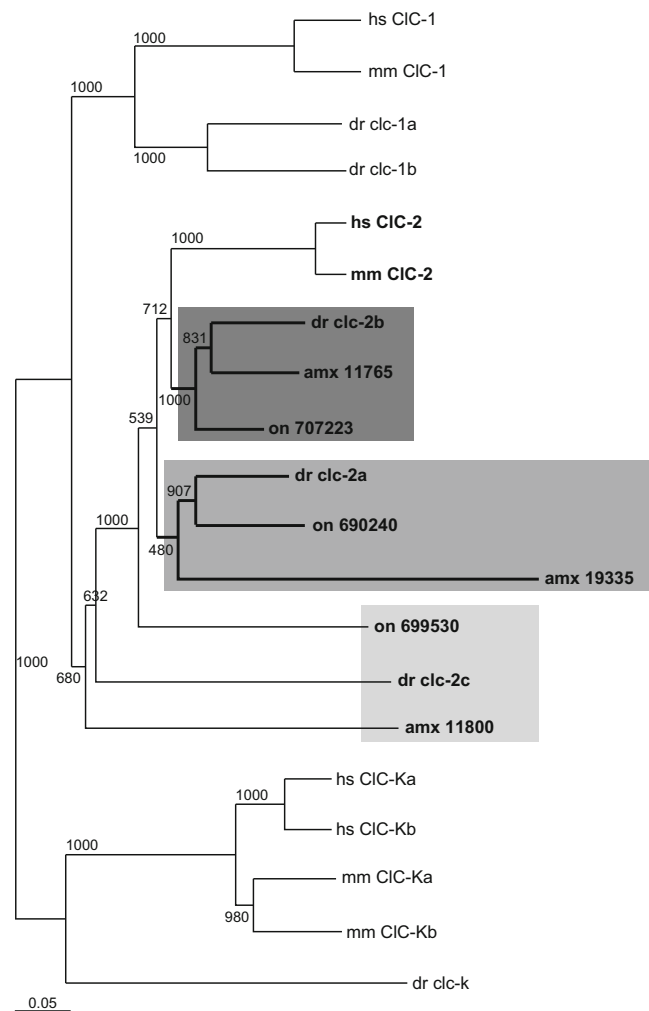 hs ClC-1
1000
mm ClC-1
1000
dr clc-1a
1000
dr clc-1b
hs ClC-2
1000
mm ClC-2
712
dr clc-2b
831
amx 11765
1000
539
on 707223
dr clc-2a
907
1000
on 690240
480
amx 19335
632
on 699530
1000
680
dr clc-2c
amx 11800
hs ClC-Ka
1000
hs ClC-Kb
1000
mm ClC-Ka
980
mm ClC-Kb
dr clc-k
0.05